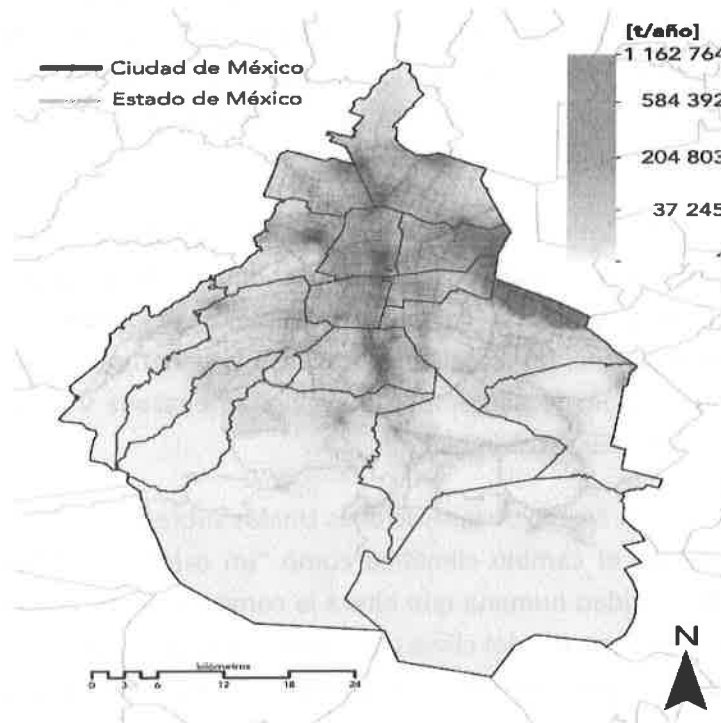 [t/año]
Ciudad de México
Estado de México
1 162 764
584 392
204 803
37 245
kilómetros
0 3 6 12 18 24
N